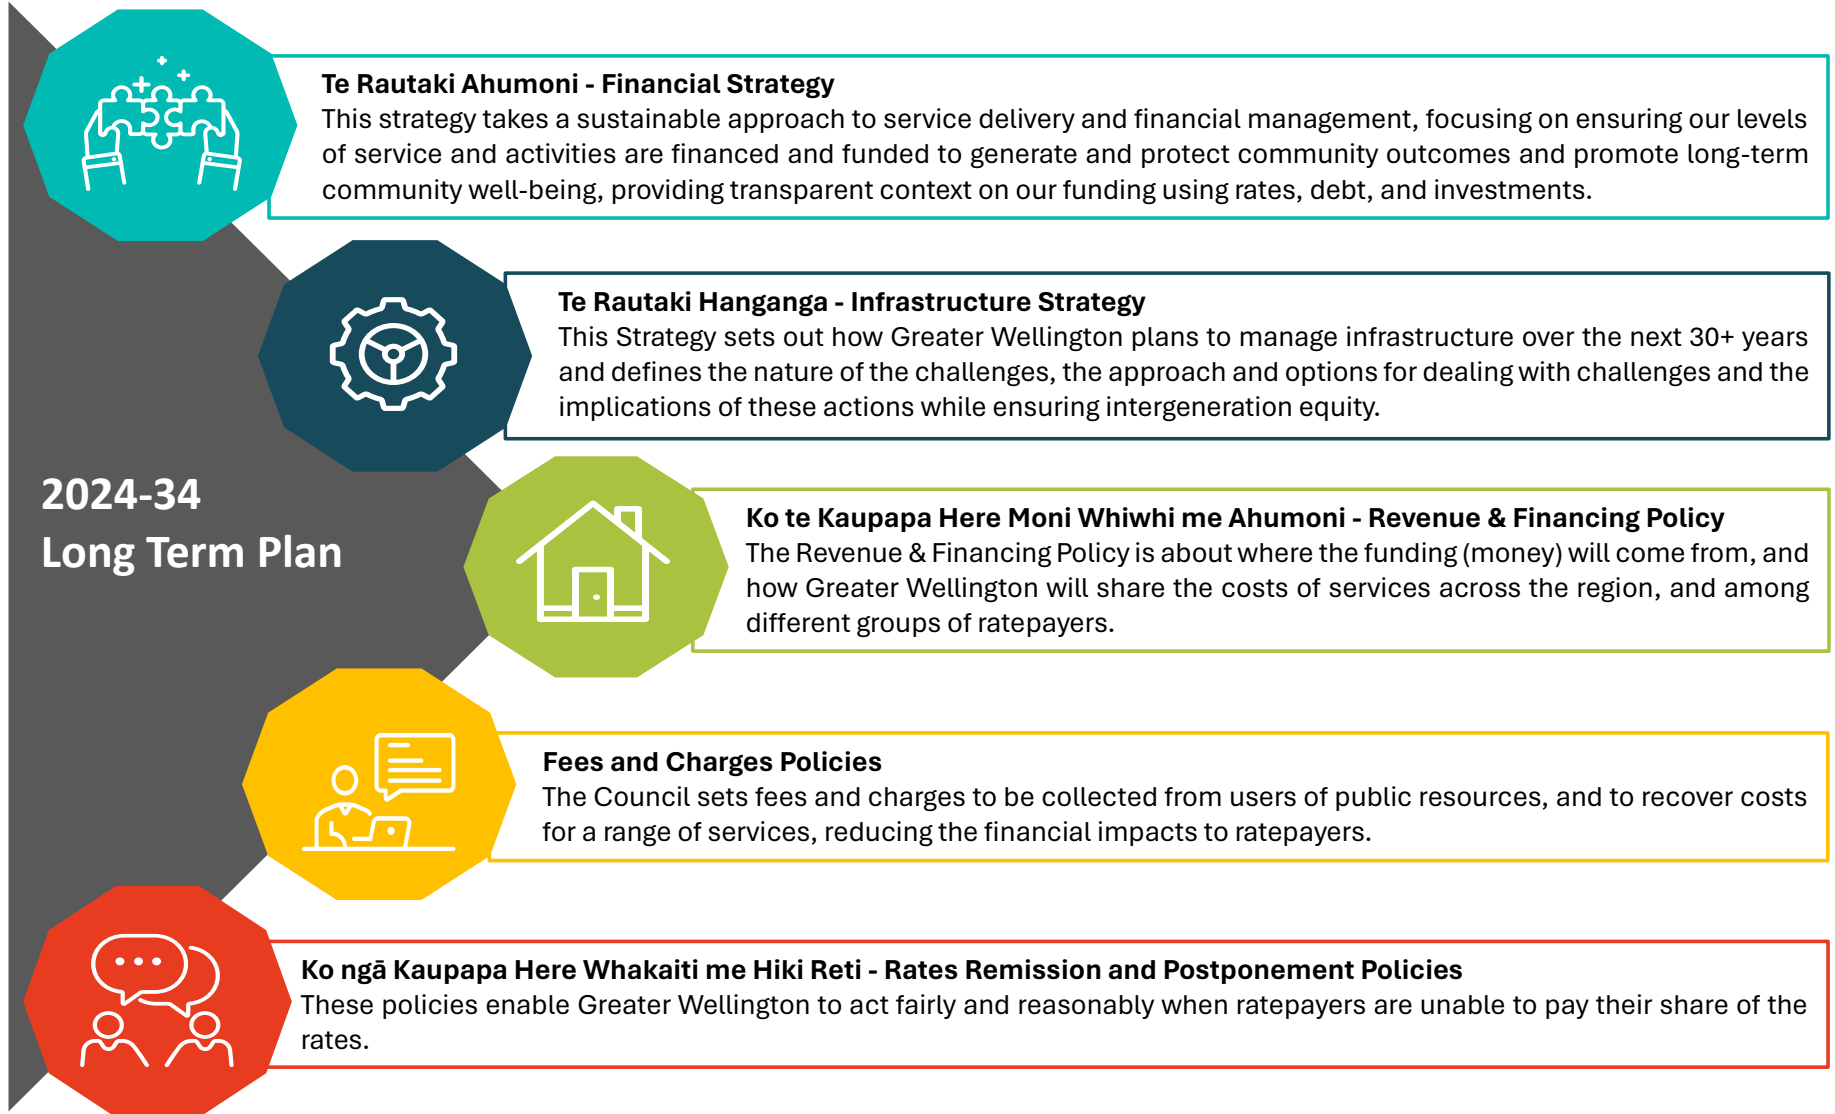 Te Rautaki Ahumoni - Financial Strategy
This strategy takes a sustainable approach to service delivery and financial management, focusing on ensuring our levels
of service and activities are financed and funded to generate and protect community outcomes and promote long-term
community well-being, providing transparent context on our funding using rates, debt, and investments.
Te Rautaki Hanganga - Infrastructure Strategy
This Strategy sets out how Greater Wellington plans to manage infrastructure over the next 30+ years
and defines the nature of the challenges, the approach and options for dealing with challenges and the
implications of these actions while ensuring intergeneration equity.
2024-34
Long Term Plan
Ko te Kaupapa Here Moni Whiwhi me Ahumoni - Revenue & Financing Policy
The Revenue & Financing Policy is about where the funding (money) will come from, and
how Greater Wellington will share the costs of services across the region, and among
different groups of ratepayers.
Fees and Charges Policies
The Council sets fees and charges to be collected from users of public resources, and to recover costs
for a range of services, reducing the financial impacts to ratepayers.
Ko ngā Kaupapa Here Whakaiti me Hiki Reti - Rates Remission and Postponement Policies
These policies enable Greater Wellington to act fairly and reasonably when ratepayers are unable to pay their share of the
rates.